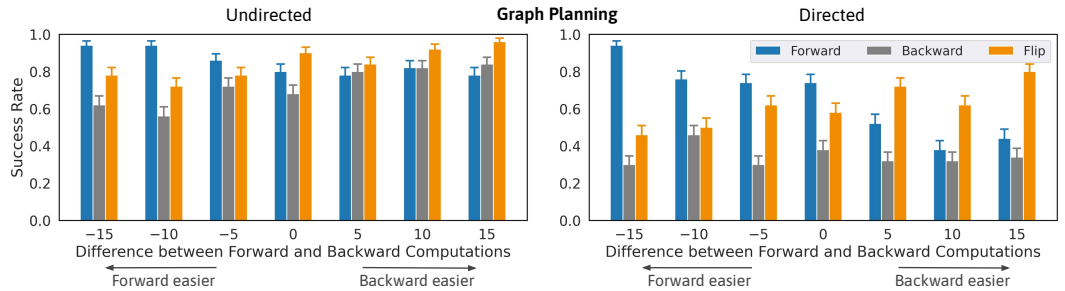 Graph Planning
Undirected
Success Rate
1.0
0.8
0.6
0.4
0.2
0.0
−15 −10 −5 0 5 10 15
Difference between Forward and Backward Computations
Forward easier Backward easier
Directed
Forward Backward Flip
1.0
0.8
0.6
0.4
0.2
0.0
−15 −10 −5 0 5 10 15
Difference between Forward and Backward Computations
Forward easier Backward easier